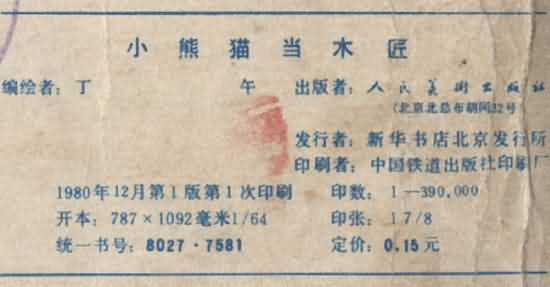 小熊猫当木匠
编绘者：丁 午 出版者：人民美术出版社
（北京北总布胡同32号
发行者：新华书店北京发行所
印刷者：中国铁道出版社印刷厂
1980年12月第1版第1次印刷 印数：1—390,000
开本：787×1092毫米1/64 印张：1 7/8
统一书号：8027·7581 定价：0.15元